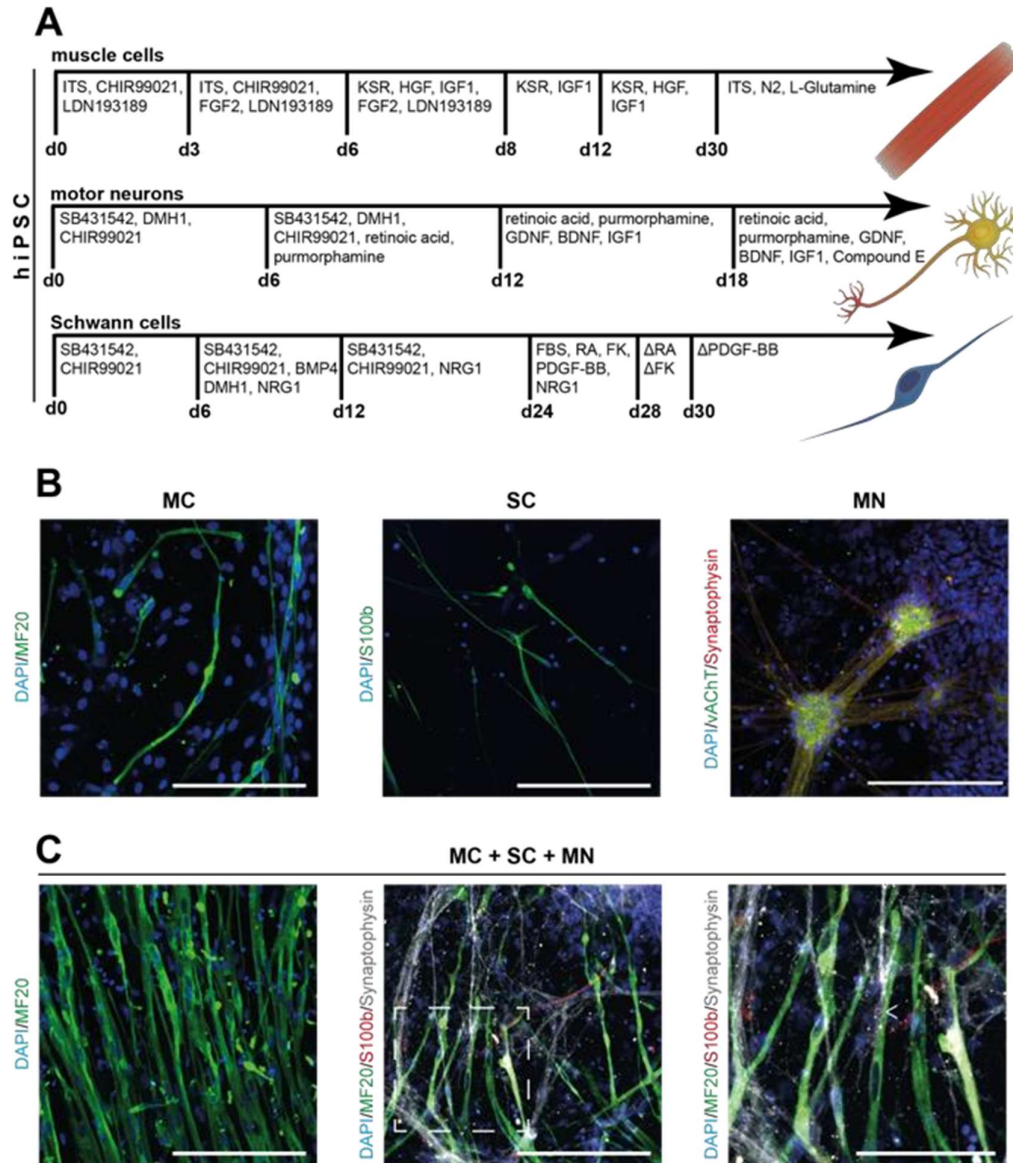 A
hiPSC
muscle cells
ITS, CHIR99021,
LDN193189
ITS, CHIR99021,
FGF2, LDN193189
KSR, HGF, IGF1,
FGF2, LDN193189
KSR, IGF1
KSR, HGF,
IGF1
ITS, N2, L-Glutamine
d0
d3
d6
d8
d12
d30
motor neurons
SB431542, DMH1,
CHIR99021
SB431542, DMH1,
CHIR99021, retinoic acid,
purmorphamine
retinoic acid, purmorphamine,
GDNF, BDNF, IGF1
retinoic acid,
purmorphamine, GDNF,
BDNF, IGF1, Compound E
d0
d6
d12
d18
Schwann cells
SB431542,
CHIR99021
SB431542,
CHIR99021, BMP4
DMH1, NRG1
SB431542,
CHIR99021, NRG1
FBS, RA, FK,
PDGF-BB,
NRG1
ΔRA
ΔFK
ΔPDGF-BB
d0
d6
d12
d24
d28
d30
B
MC
SC
MN
DAPI/MF20
DAPI/S100b
DAPI/vAChT/Synaptophysin
C
MC + SC + MN
DAPI/MF20
DAPI/MF20/S100b/Synaptophysin
DAPI/MF20/S100b/Synaptophysin
<